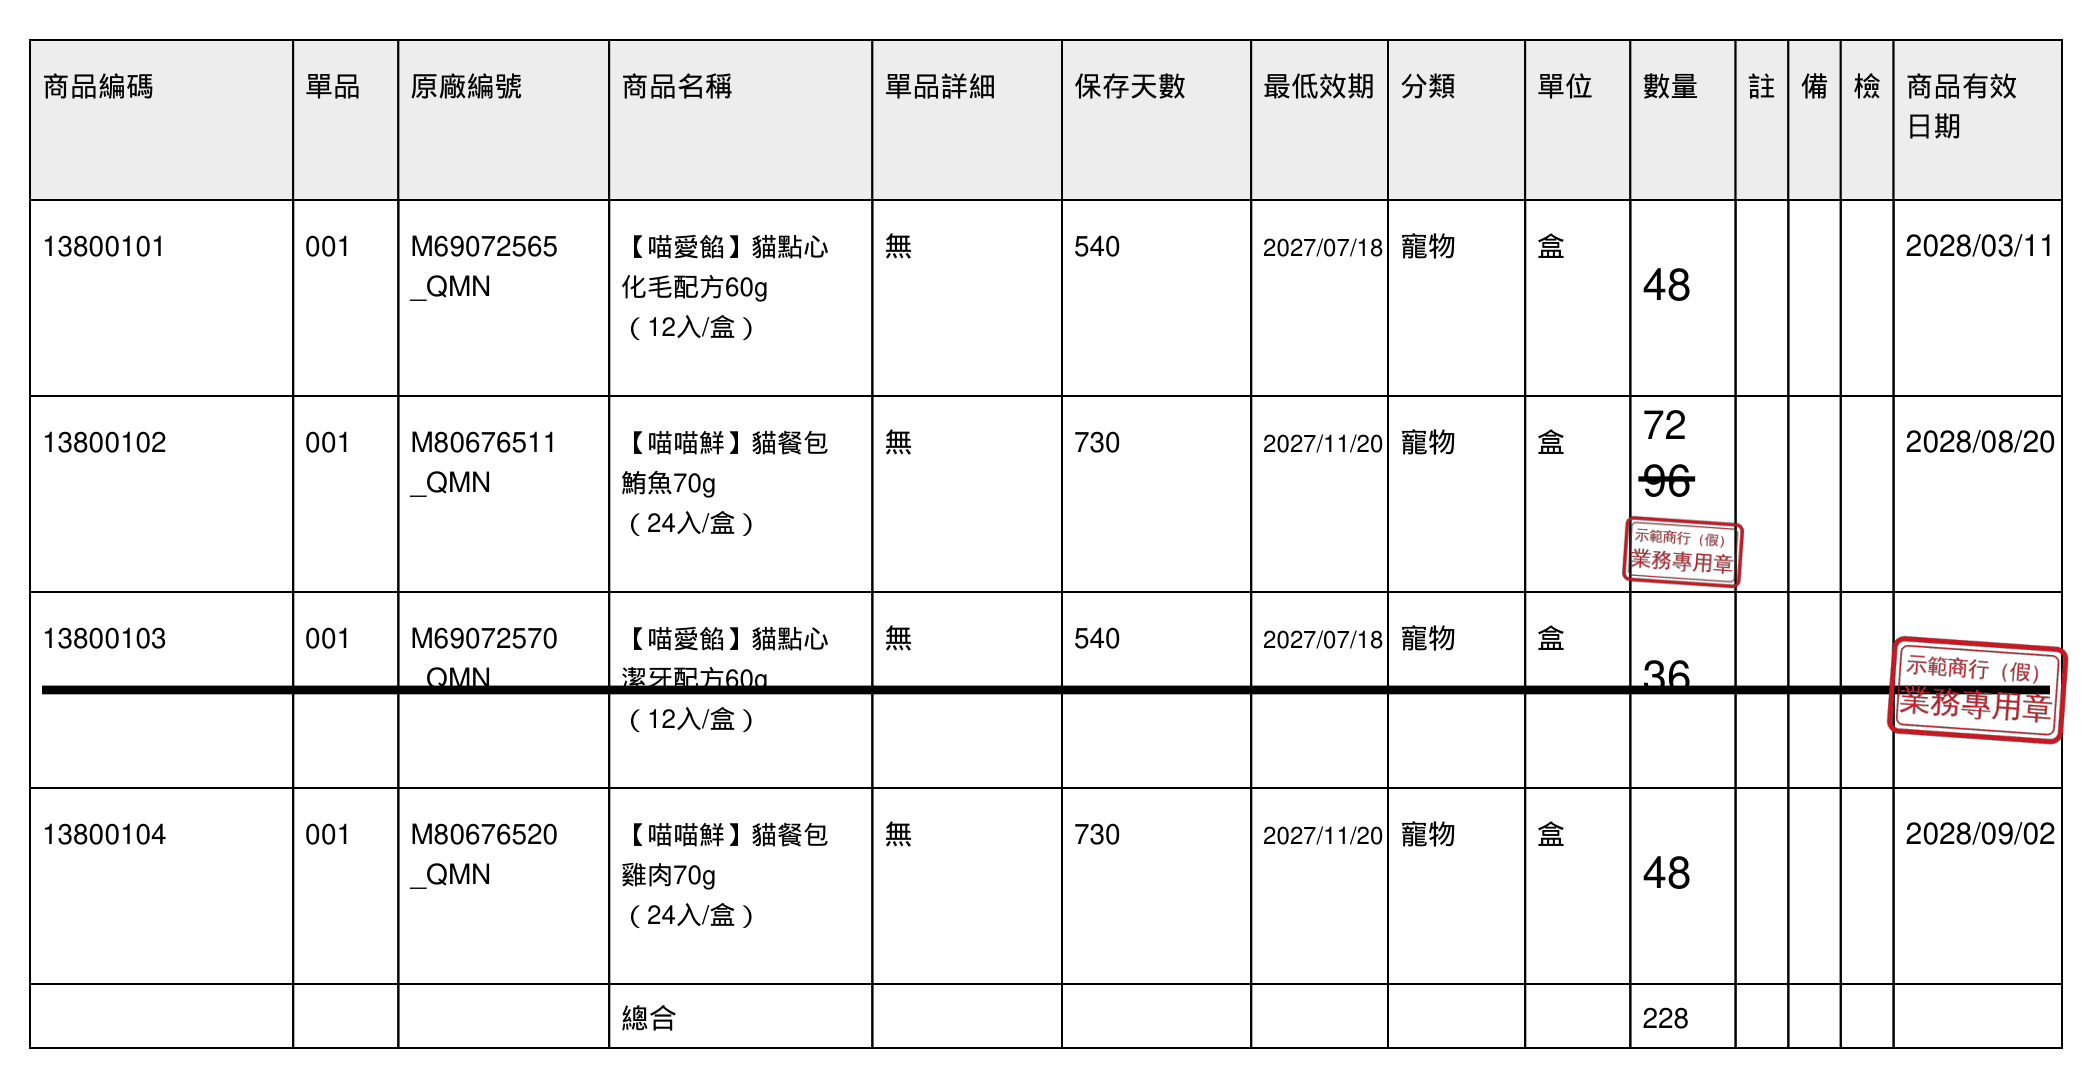 商品編碼 單品 原廠編號 商品名稱 單品詳細 保存天數 最低效期 分類 單位 數量 註 備 檢 商品有效
日期
13800101 001 M69072565 【喵愛餡】貓點心 無 540 2027/07/18 寵物 盒 48 2028/03/11
_QMN 化毛配方60g
（12入/盒）
13800102 001 M80676511 【喵喵鮮】貓餐包 無 730 2027/11/20 寵物 盒 72 2028/08/20
_QMN 鮪魚70g 96
（24入/盒）
示範商行（假）
業務專用章
13800103 001 M69072570 【喵愛餡】貓點心 無 540 2027/07/18 寵物 盒 36
_QMN 潔牙配方60g
（12入/盒）
示範商行（假）
業務專用章
13800104 001 M80676520 【喵喵鮮】貓餐包 無 730 2027/11/20 寵物 盒 48 2028/09/02
_QMN 雞肉70g
（24入/盒）
總合 228